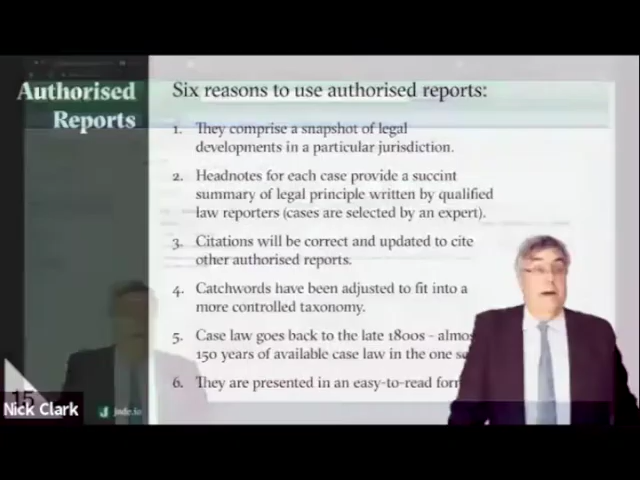 Authorised
Reports
Six reasons to use authorised reports:
1. They comprise a snapshot of legal
developments in a particular jurisdiction.
2. Headnotes for each case provide a succint
summary of legal principle written by qualified
law reporters (cases are selected by an expert).
3. Citations will be correct and updated to cite
other authorised reports.
4. Catchwords have been adjusted to fit into a
more controlled taxonomy.
5. Case law goes back to the late 1800s - almo
150 years of available case law in the one s
6. They are presented in an easy-to-read for
15
Nick Clark
jade.io